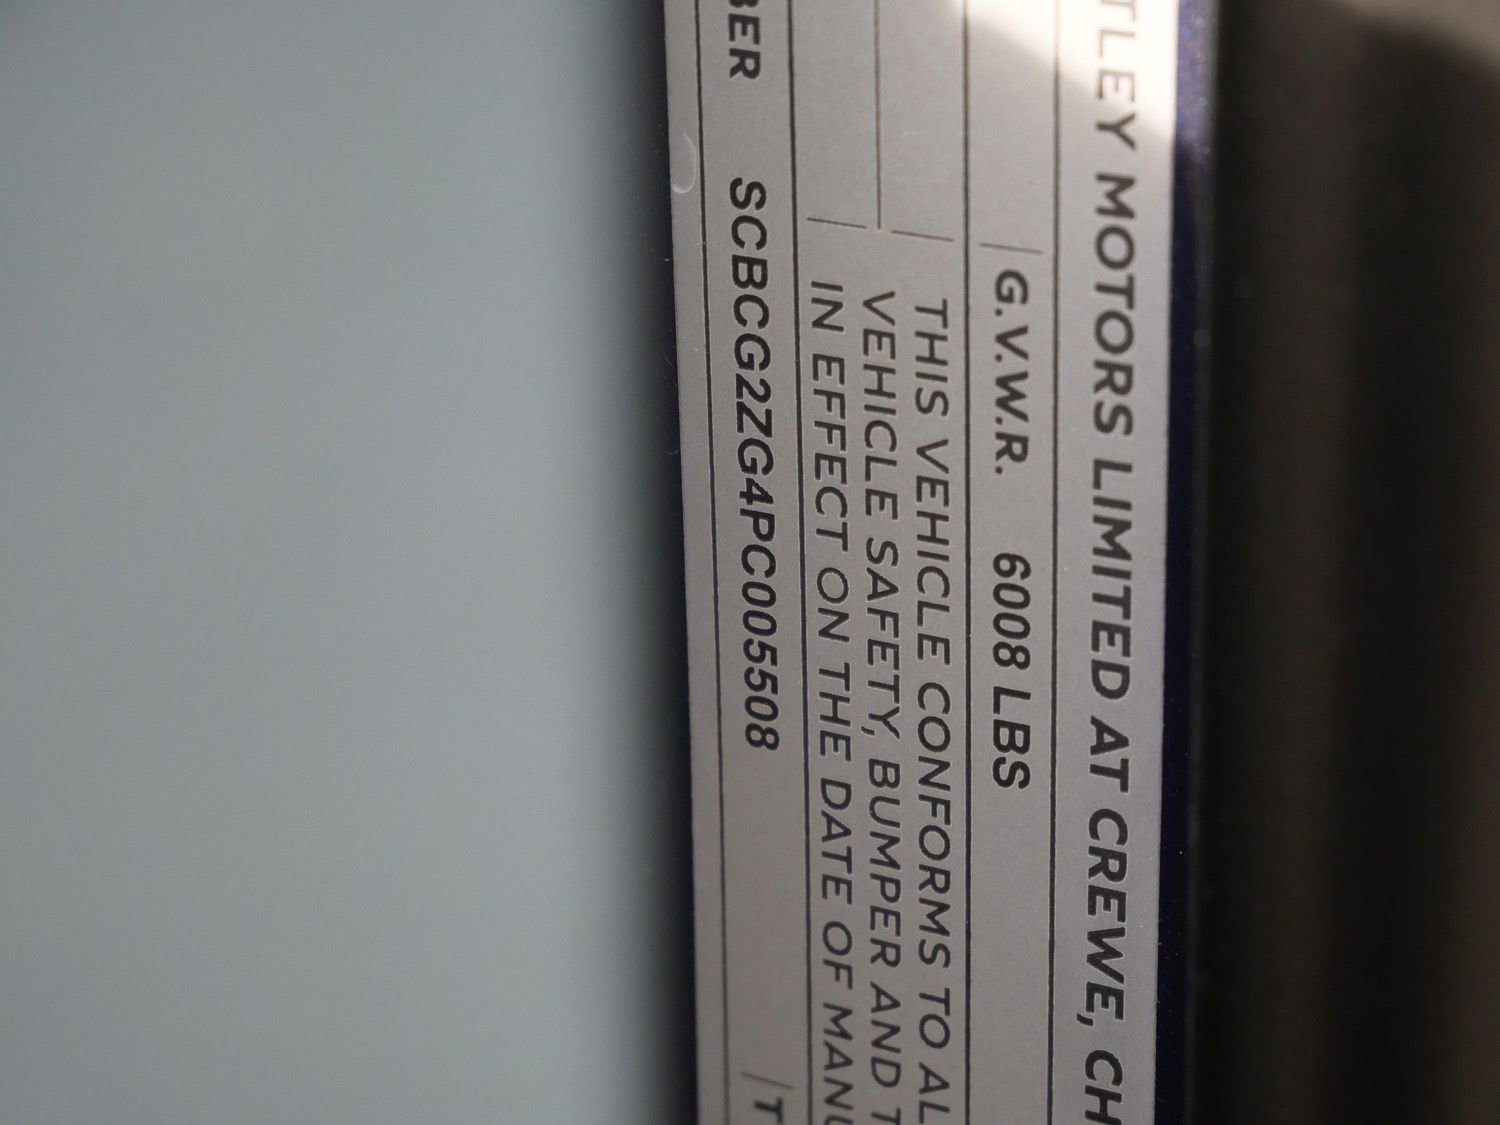 TLEY MOTORS LIMITED AT CREWE, CH
G.V.W.R. 6008 LBS
THIS VEHICLE CONFORMS TO AL
VEHICLE SAFETY, BUMPER AND T
IN EFFECT ON THE DATE OF MANU
BER SCBCG2ZG4PC005508
T